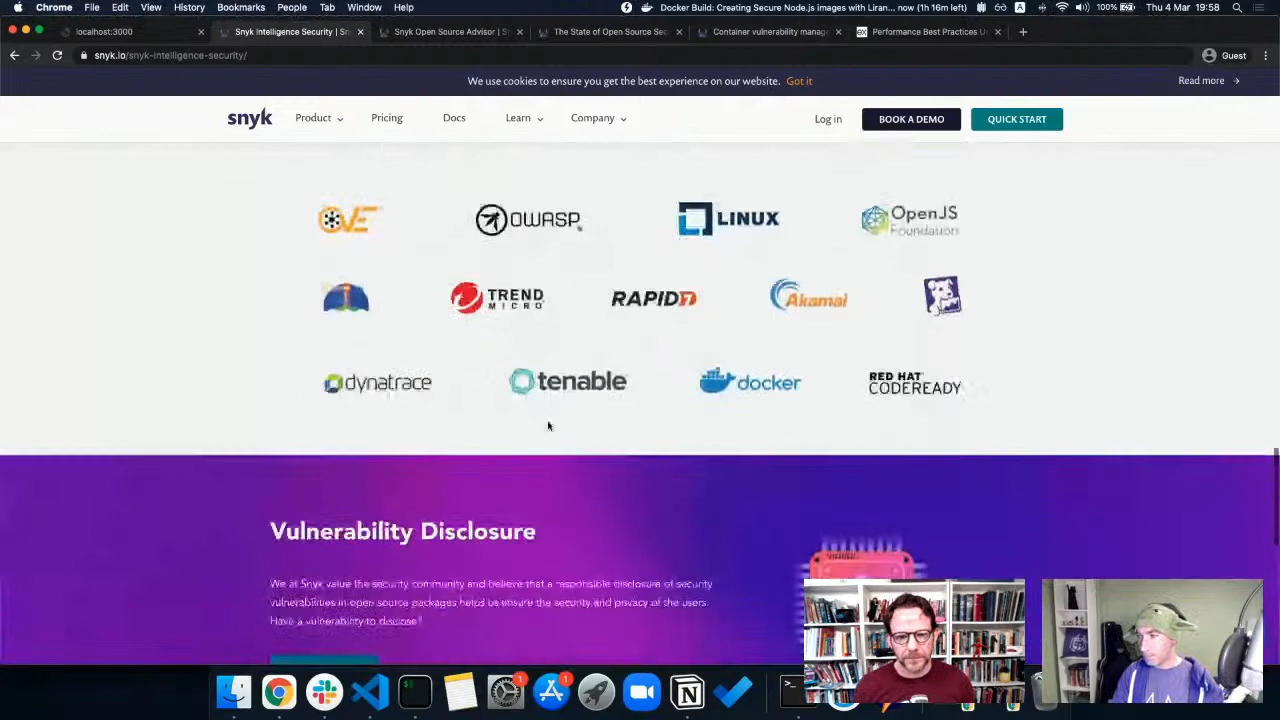 Chrome File Edit View History Bookmarks People Tab Window Help
Docker Build: Creating Secure Node.js images with Liran... now (1h 16m left)
100%
Thu 4 Mar 19:58
localhost:3000
Snyk Intelligence Security | Sn
Snyk Open Source Advisor | S
The State of Open Source Sec
Container vulnerability manag
Performance Best Practices U
snyk.io/snyk-intelligence-security/
Guest
We use cookies to ensure you get the best experience on our website. Got it
Read more
snyk
Product
Pricing
Docs
Learn
Company
Log in
BOOK A DEMO
QUICK START
CVE
OWASP
LINUX
OpenJS
Foundation
TREND
MICRO
RAPID7
Akamai
dynatrace
tenable
docker
RED HAT
CODEREADY
Vulnerability Disclosure
We at Snyk value the security community and believe that a responsible disclosure of security
vulnerabilities in open source packages helps be ensure the security and privacy of the users.
Have a vulnerability to disclose!